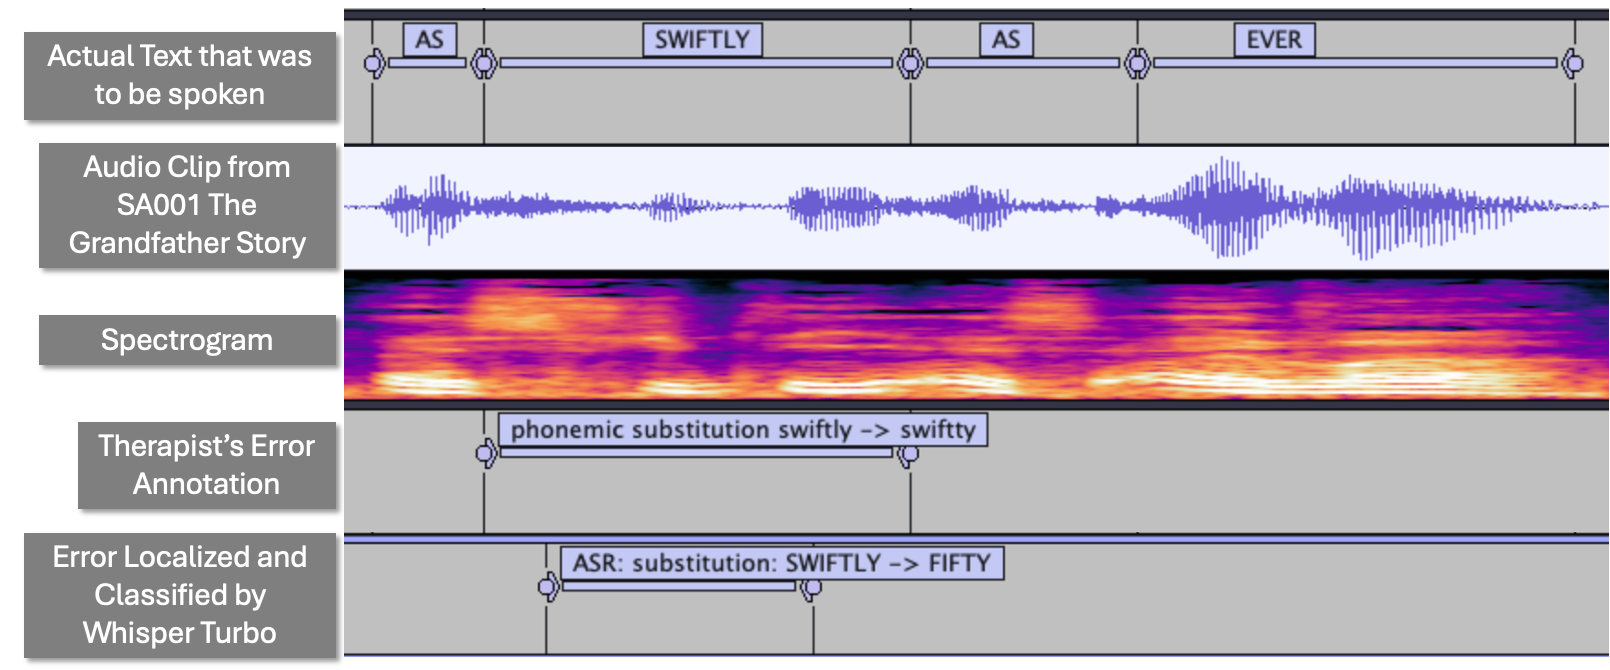 Actual Text that was
to be spoken
AS
SWIFTLY
AS
EVER
Audio Clip from
SA001 The
Grandfather Story
Spectrogram
Therapist's Error
Annotation
phonemic substitution swiftly -> swiftty
Error Localized and
Classified by
Whisper Turbo
ASR: substitution: SWIFTLY -> FIFTY